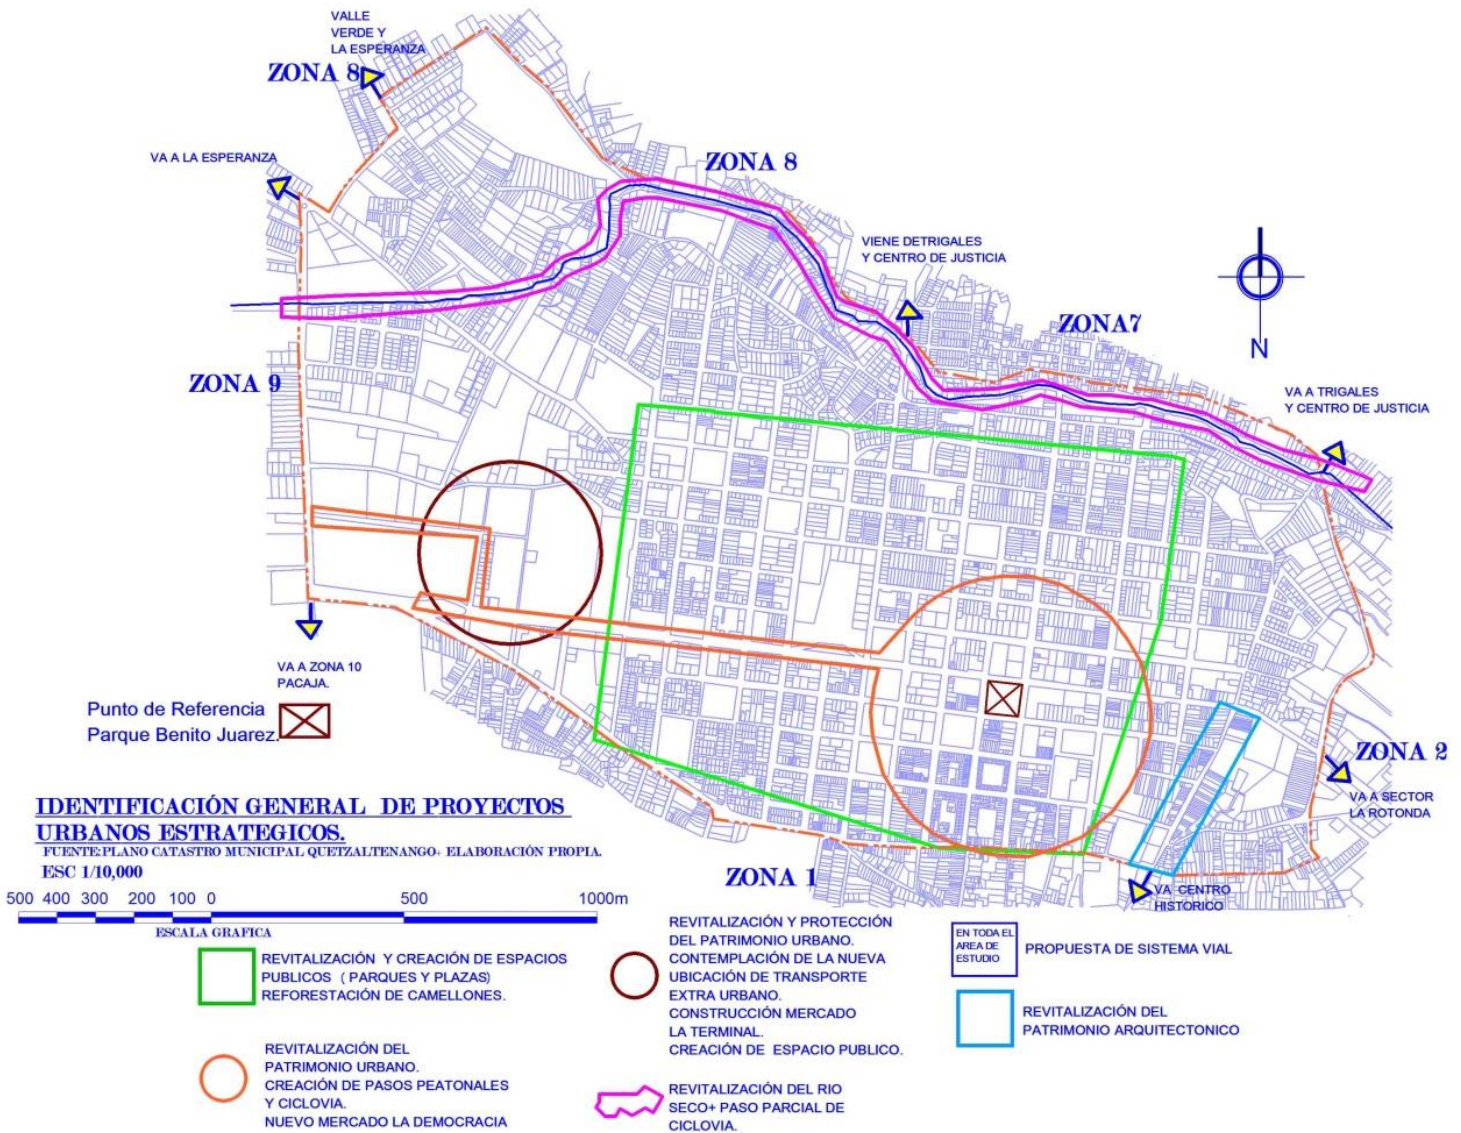 VALLE
VERDE Y
LA ESPERANZA
ZONA 8
VA A LA ESPERANZA
ZONA 8
VIENE DETRIGALES
Y CENTRO DE JUSTICIA
ZONA7
N
ZONA 9
VA A TRIGALES
Y CENTRO DE JUSTICIA
VA A ZONA 10
PACAJA.
Punto de Referencia
Parque Benito Juarez.
ZONA 2
VA A SECTOR
LA ROTONDA
IDENTIFICACIÓN GENERAL DE PROYECTOS
URBANOS ESTRATEGICOS.
FUENTE:PLANO CATASTRO MUNICIPAL QUETZALTENANGO+ ELABORACIÓN PROPIA.
ESC 1/10,000
ZONA 1
VA CENTRO
HISTORICO
500 400 300 200 100 0 500 1000m
ESCALA GRAFICA
REVITALIZACIÓN Y CREACIÓN DE ESPACIOS
PUBLICOS ( PARQUES Y PLAZAS)
REFORESTACIÓN DE CAMELLONES.
REVITALIZACIÓN DEL
PATRIMONIO URBANO.
CREACIÓN DE PASOS PEATONALES
Y CICLOVIA.
NUEVO MERCADO LA DEMOCRACIA
REVITALIZACIÓN Y PROTECCIÓN
DEL PATRIMONIO URBANO.
CONTEMPLACIÓN DE LA NUEVA
UBICACIÓN DE TRANSPORTE
EXTRA URBANO.
CONSTRUCCIÓN MERCADO
LA TERMINAL.
CREACIÓN DE ESPACIO PUBLICO.
REVITALIZACIÓN DEL RIO
SECO+ PASO PARCIAL DE
CICLOVIA.
EN TODA EL
AREA DE
ESTUDIO
PROPUESTA DE SISTEMA VIAL
REVITALIZACIÓN DEL
PATRIMONIO ARQUITECTONICO